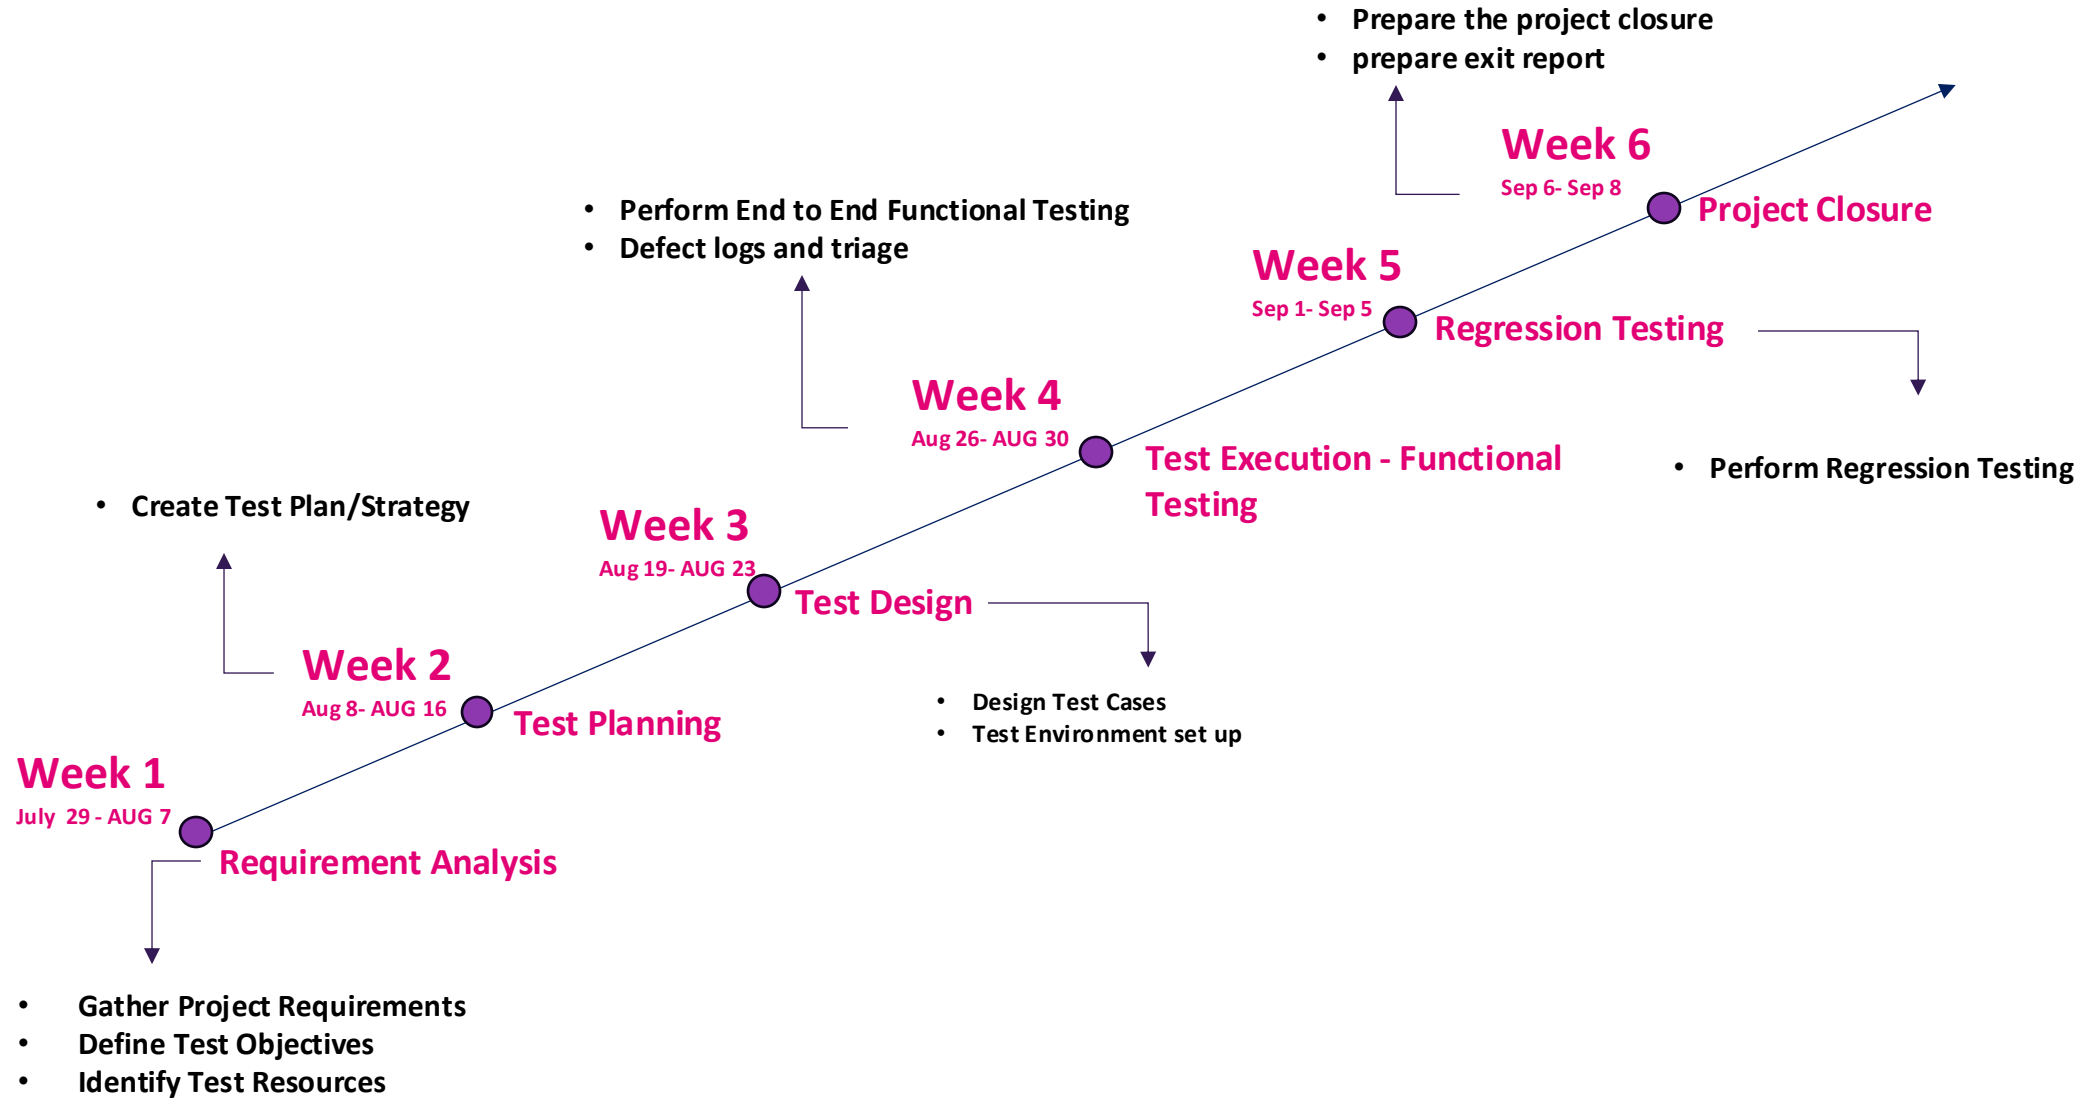 • Prepare the project closure
• prepare exit report
Week 6
Sep 6- Sep 8
Project Closure
• Perform End to End Functional Testing
• Defect logs and triage
Week 5
Sep 1- Sep 5
Regression Testing
Week 4
Aug 26- AUG 30
Test Execution - Functional
Testing
• Perform Regression Testing
• Create Test Plan/Strategy
Week 3
Aug 19- AUG 23
Test Design
Week 2
Aug 8- AUG 16
Test Planning
• Design Test Cases
• Test Environment set up
Week 1
July 29 - AUG 7
Requirement Analysis
• Gather Project Requirements
• Define Test Objectives
• Identify Test Resources